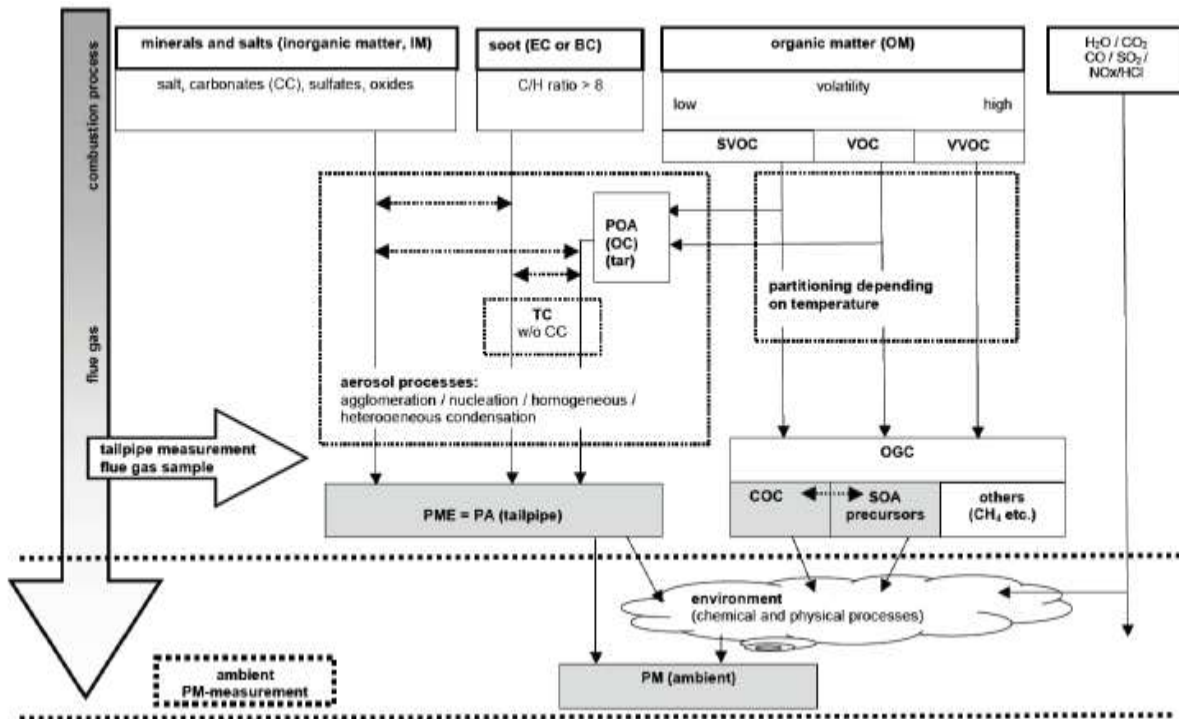 minerals and salts (inorganic matter, IM)
salt, carbonates (CC), sulfates, oxides
soot (EC or BC)
C/H ratio > 8
organic matter (OM)
volatility
low
high
SVOC
VOC
VVOC
H₂O / CO₂
CO / SO₂ /
NOx/HCl
combustion process
flue gas
POA
(OC)
(tar)
TC
w/o CC
partitioning depending
on temperature
aerosol processes:
agglomeration / nucleation / homogeneous /
heterogeneous condensation
tailpipe measurement
flue gas sample
OGC
COC
SOA
precursors
others
(CH₄ etc.)
PME = PA (tailpipe)
environment
(chemical and physical processes)
ambient
PM-measurement
PM (ambient)